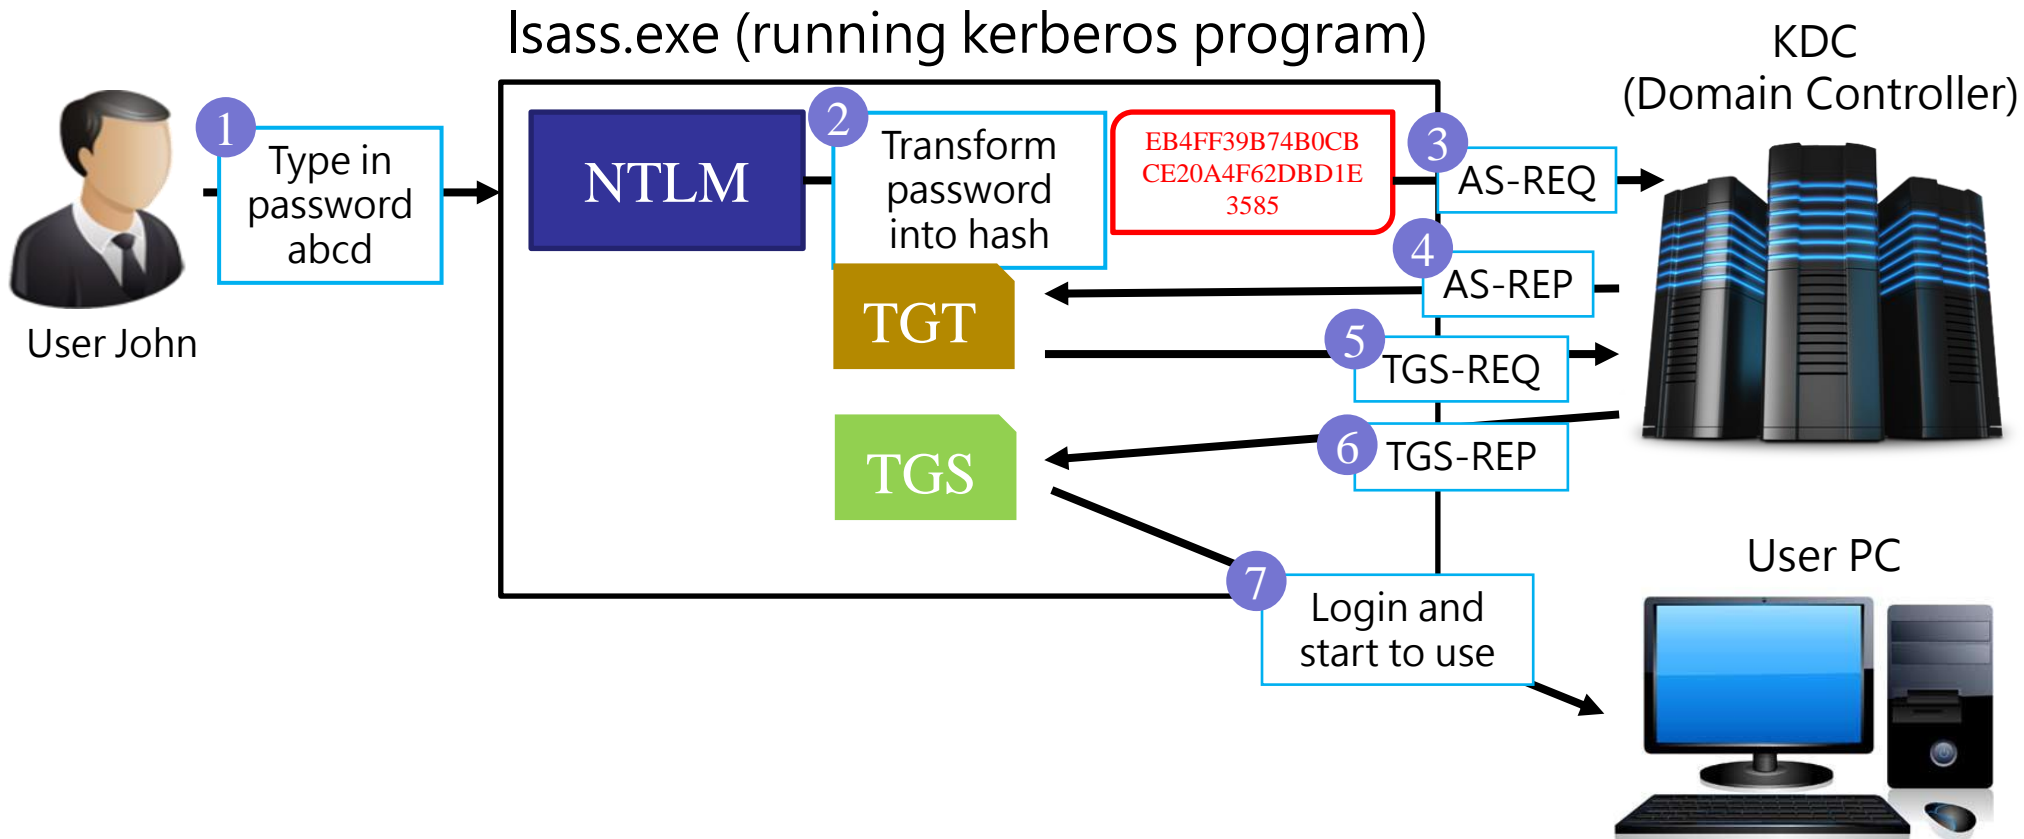 lsass.exe (running kerberos program)
KDC
(Domain Controller)
1
Type in
password
abcd
User John
NTLM
2
Transform
password
into hash
EB4FF39B74B0CB
CE20A4F62DBD1E
3585
3
AS-REQ
4
AS-REP
TGT
5
TGS-REQ
TGS
6
TGS-REP
7
Login and
start to use
User PC